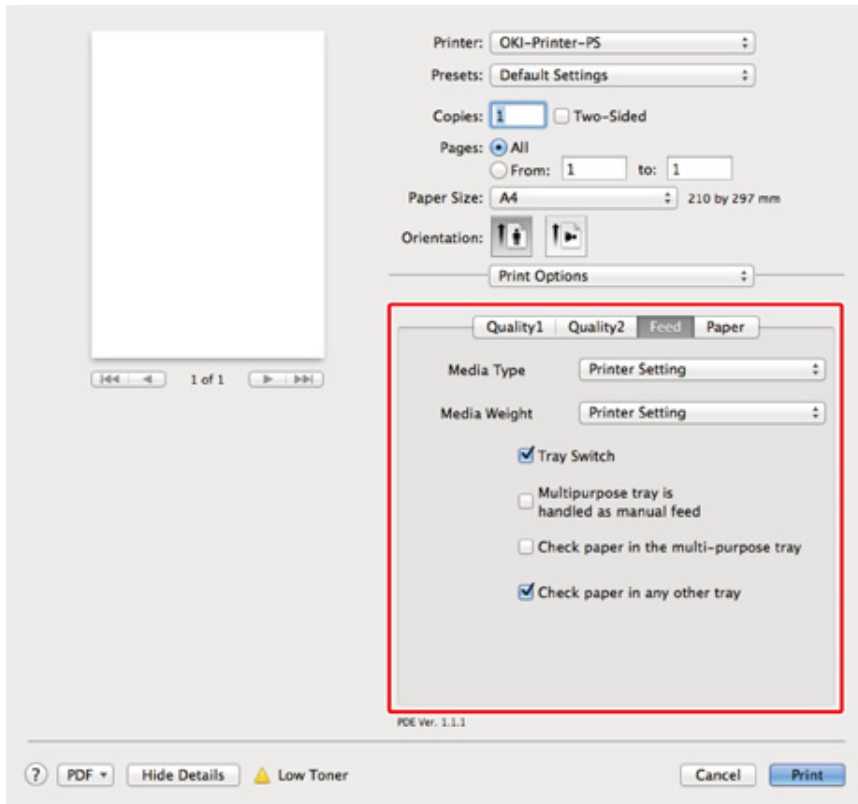 Printer: OKI-Printer-PS
Presets: Default Settings
Copies: 1 Two-Sided
Pages: All
From: 1 to: 1
Paper Size: A4 210 by 297 mm
Orientation:
Print Options
Quality1 Quality2 Feed Paper
Media Type Printer Setting
Media Weight Printer Setting
Tray Switch
Multipurpose tray is
handled as manual feed
Check paper in the multi-purpose tray
Check paper in any other tray
1 of 1
PDE Ver. 1.1.1
? PDF Hide Details Low Toner Cancel Print